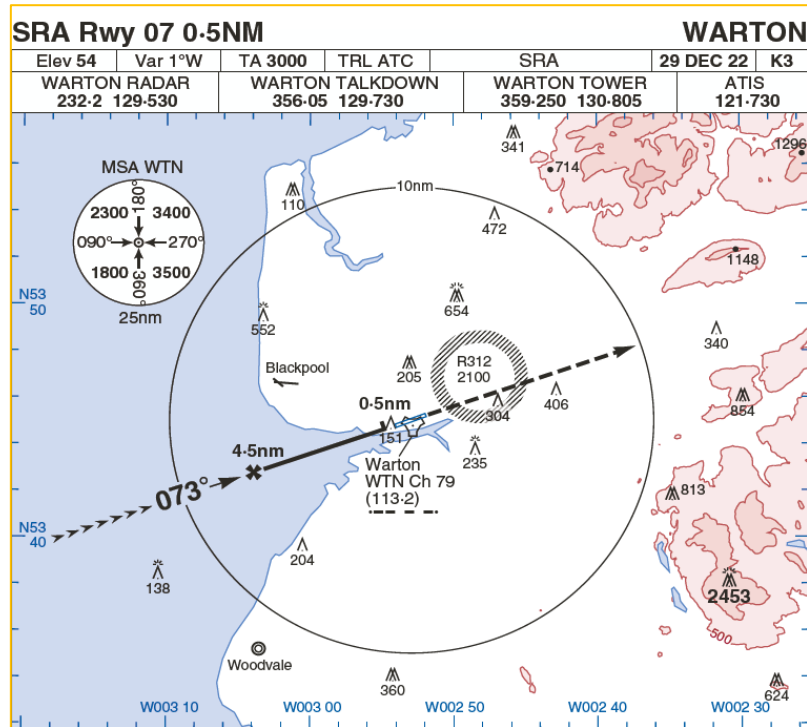 SRA Rwy 07 0·5NM WARTON
Elev 54 Var 1°W TA 3000 TRL ATC SRA 29 DEC 22 K3
WARTON RADAR WARTON TALKDOWN WARTON TOWER ATIS
232·2 129·530 356·05 129·730 359·250 130·805 121·730
341
1296
714
MSA WTN
180°
2300 3400
090° 270°
1800 3500
360°
25nm
110
10nm
472
1148
N53
50
552
654
340
Blackpool
205
R312
2100
0·5nm
304
406
854
151
4·5nm
235
Warton
WTN Ch 79
(113·2)
073°
813
N53
40
204
138
2453
500
Woodvale
360
624
W003 10 W003 00 W002 50 W002 40 W002 30